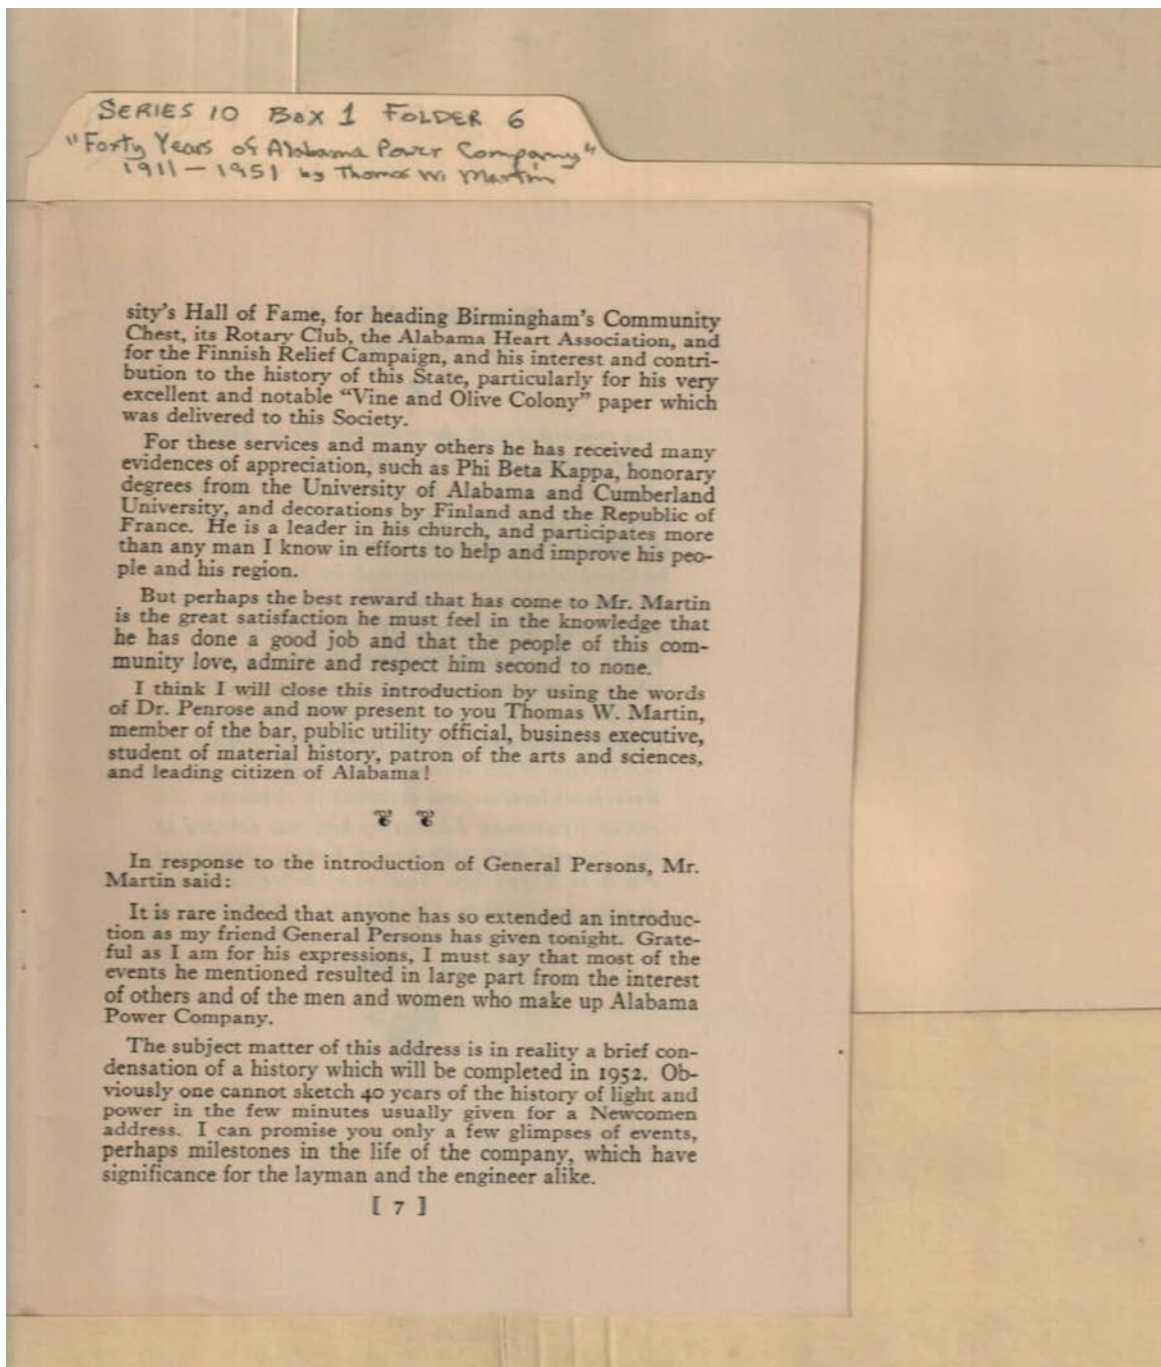 SERIES 10 BOX 1 FOLDER 6
"Forty Years of Alabama Power Company"
1911-1951 by Thomas W. Martin
sity's Hall of Fame, for heading Birmingham's Community
Chest, its Rotary Club, the Alabama Heart Association, and
for the Finnish Relief Campaign, and his interest and contri-
bution to the history of this State, particularly for his very
excellent and notable "Vine and Olive Colony" paper which
was delivered to this Society.
For these services and many others he has received many
evidences of appreciation, such as Phi Beta Kappa, honorary
degrees from the University of Alabama and Cumberland
University, and decorations by Finland and the Republic of
France. He is a leader in his church, and participates more
than any man I know in efforts to help and improve his peo-
ple and his region.
But perhaps the best reward that has come to Mr. Martin
is the great satisfaction he must feel in the knowledge that
he has done a good job and that the people of this com-
munity love, admire and respect him second to none.
I think I will close this introduction by using the words
of Dr. Penrose and now present to you Thomas W. Martin,
member of the bar, public utility official, business executive,
student of material history, patron of the arts and sciences,
and leading citizen of Alabama!
In response to the introduction of General Persons, Mr.
Martin said:
It is rare indeed that anyone has so extended an introduc-
tion as my friend General Persons has given tonight. Grate-
ful as I am for his expressions, I must say that most of the
events he mentioned resulted in large part from the interest
of others and of the men and women who make up Alabama
Power Company.
The subject matter of this address is in reality a brief con-
densation of a history which will be completed in 1952. Ob-
viously one cannot sketch 40 years of the history of light and
power in the few minutes usually given for a Newcomen
address. I can promise you only a few glimpses of events,
perhaps milestones in the life of the company, which have
significance for the layman and the engineer alike.
[ 7 ]